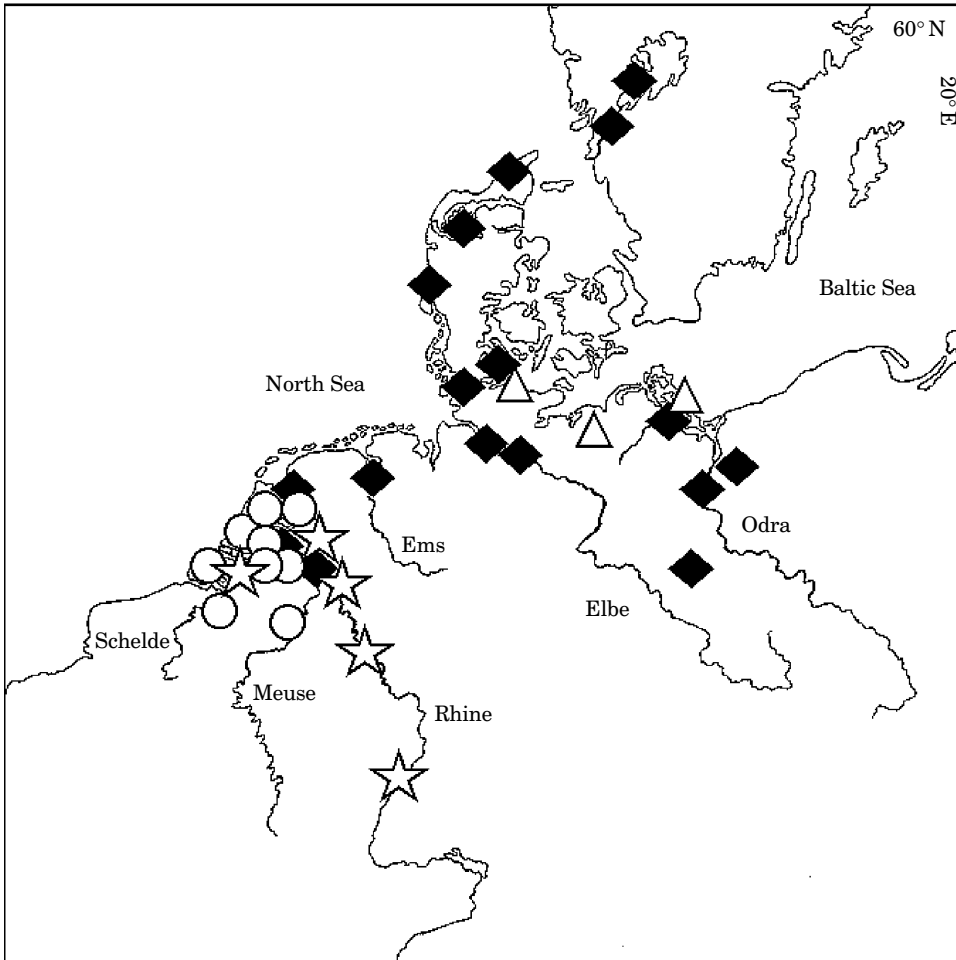 60° N
20° E
Baltic Sea
North Sea
Odra
Ems
Elbe
Schelde
Meuse
Rhine